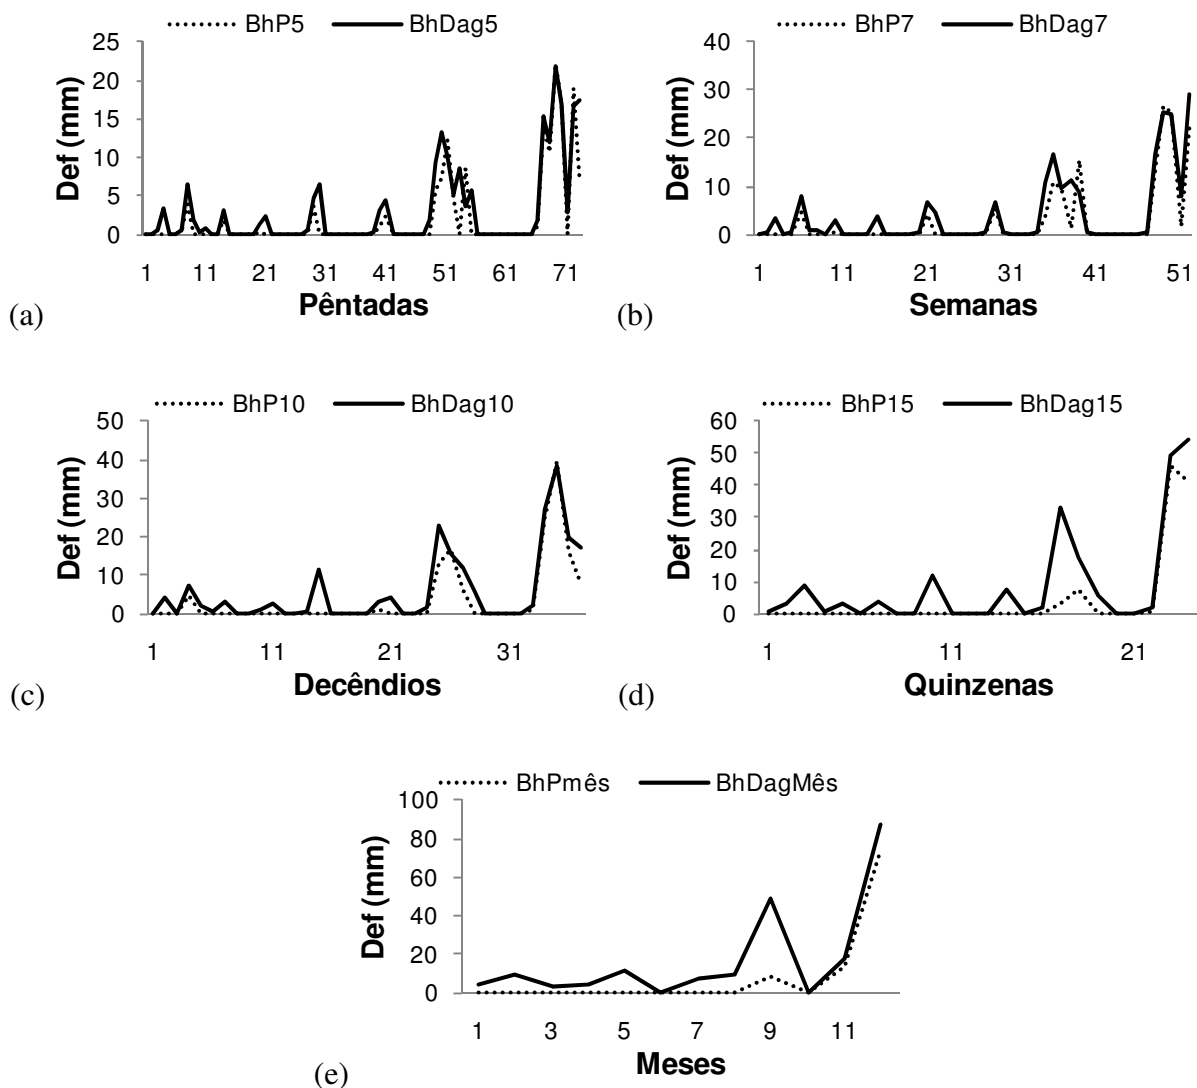 BhP5 BhDag5
25
20
15
10
5
0
Def (mm)
1 11 21 31 41 51 61 71
Pêntadas
(a)
BhP7 BhDag7
40
30
20
10
0
Def (mm)
1 11 21 31 41 51
Semanas
(b)
BhP10 BhDag10
50
40
30
20
10
0
Def (mm)
1 11 21 31
Decêndios
(c)
BhP15 BhDag15
60
50
40
30
20
10
0
Def (mm)
1 11 21
Quinzenas
(d)
BhPmês BhDagMês
100
80
60
40
20
0
Def (mm)
1 3 5 7 9 11
Meses
(e)